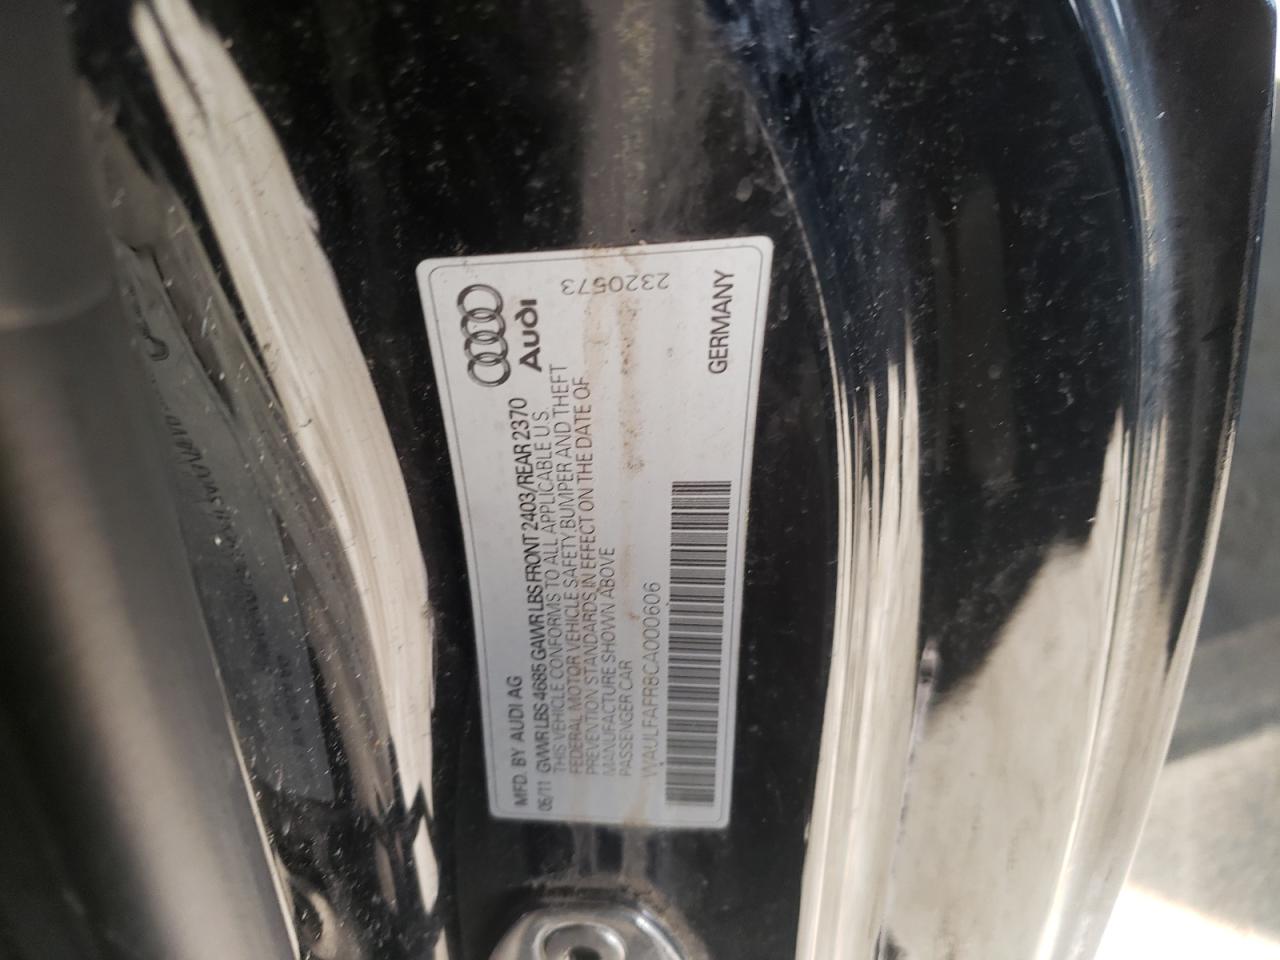 Audi
MFD. BY AUDI AG
06/11 GVWR LBS 4685 GAWR LBS FRONT 2403/REAR 2370
THIS VEHICLE CONFORMS TO ALL APPLICABLE U.S.
FEDERAL MOTOR VEHICLE SAFETY, BUMPER AND THEFT
PREVENTION STANDARDS IN EFFECT ON THE DATE OF
MANUFACTURE SHOWN ABOVE
PASSENGER CAR
WAULFAFR8CA000606
GERMANY
2320573